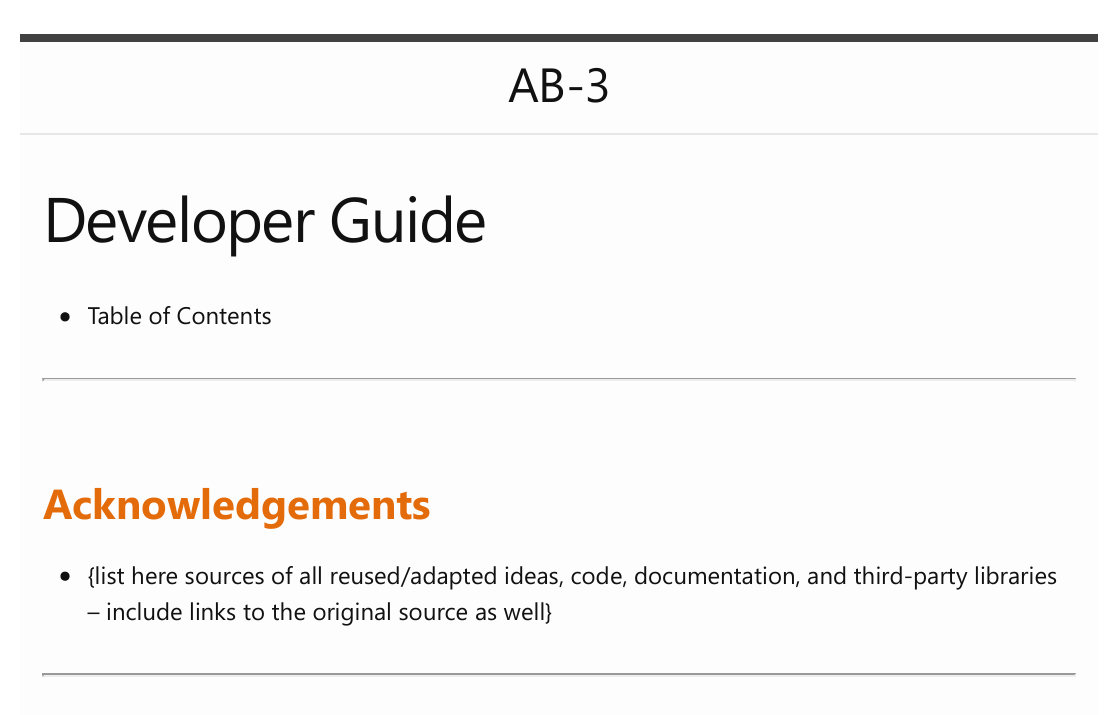 AB-3
Developer Guide
• Table of Contents
Acknowledgements
• {list here sources of all reused/adapted ideas, code, documentation, and third-party libraries
– include links to the original source as well}